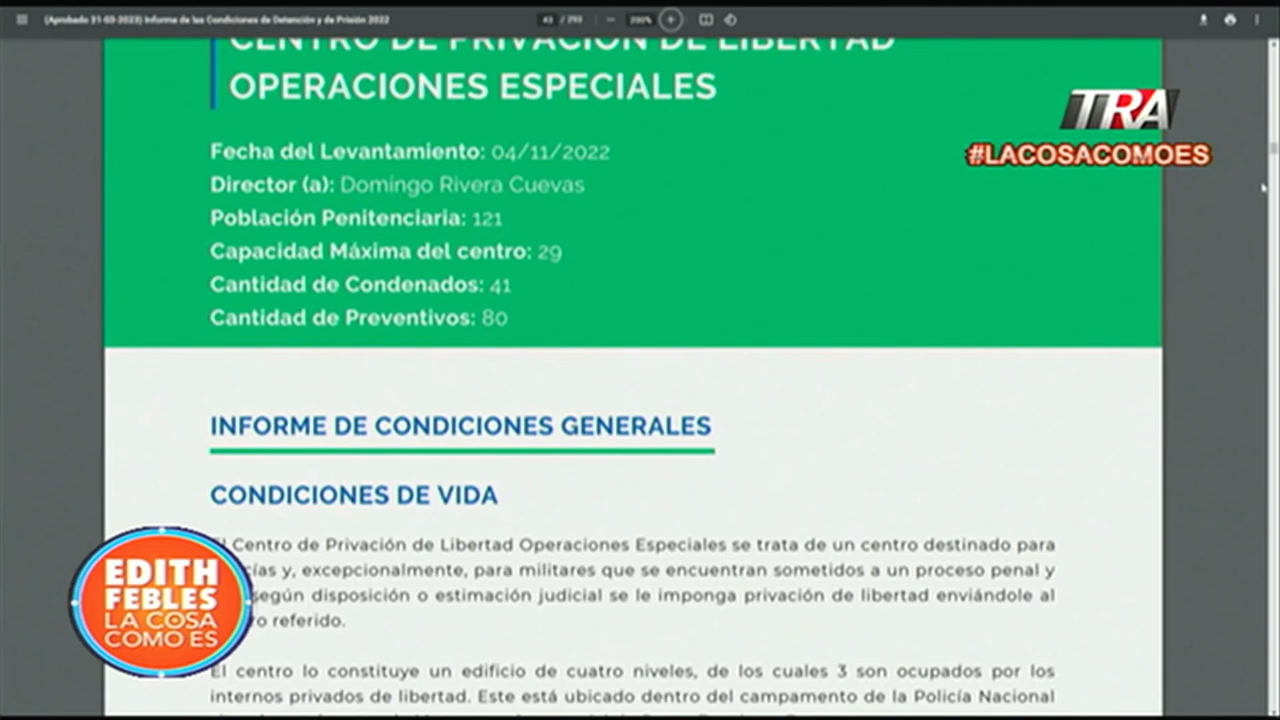 (Aprobado 31-03-2023) Informe de las Condiciones de Detención y de Prisión 2022
43 / 293
200%
CENTRO DE PRIVACIÓN DE LIBERTAD
OPERACIONES ESPECIALES
TRA
#LACOSACOMOES
Fecha del Levantamiento: 04/11/2022
Director (a): Domingo Rivera Cuevas
Población Penitenciaria: 121
Capacidad Máxima del centro: 29
Cantidad de Condenados: 41
Cantidad de Preventivos: 80
INFORME DE CONDICIONES GENERALES
CONDICIONES DE VIDA
Centro de Privación de Libertad Operaciones Especiales se trata de un centro destinado para
y, excepcionalmente, para militares que se encuentran sometidos a un proceso penal y
según disposición o estimación judicial se le imponga privación de libertad enviándole al
referido.
El centro lo constituye un edificio de cuatro niveles, de los cuales 3 son ocupados por los
internos privados de libertad. Este está ubicado dentro del campamento de la Policía Nacional
EDITH
FEBLES
LA COSA
COMO ES